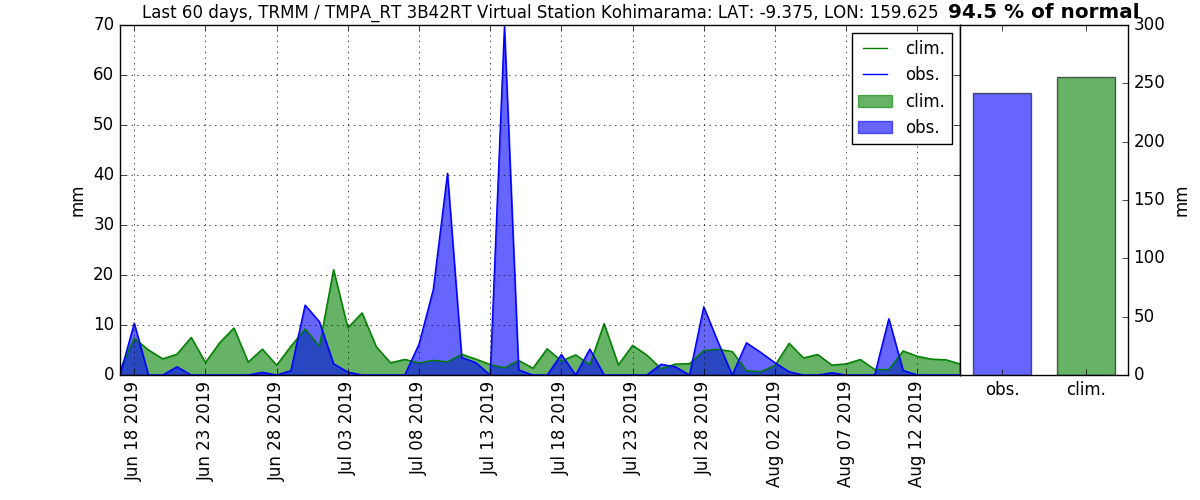 Last 60 days, TRMM / TMPA_RT 3B42RT Virtual Station Kohimarama: LAT: -9.375, LON: 159.625
94.5 % of normal
70
60
50
40
30
20
10
0
mm
clim.
obs.
clim.
obs.
300
250
200
150
100
50
0
mm
obs.
clim.
Jun 18 2019
Jun 23 2019
Jun 28 2019
Jul 03 2019
Jul 08 2019
Jul 13 2019
Jul 18 2019
Jul 23 2019
Jul 28 2019
Aug 02 2019
Aug 07 2019
Aug 12 2019